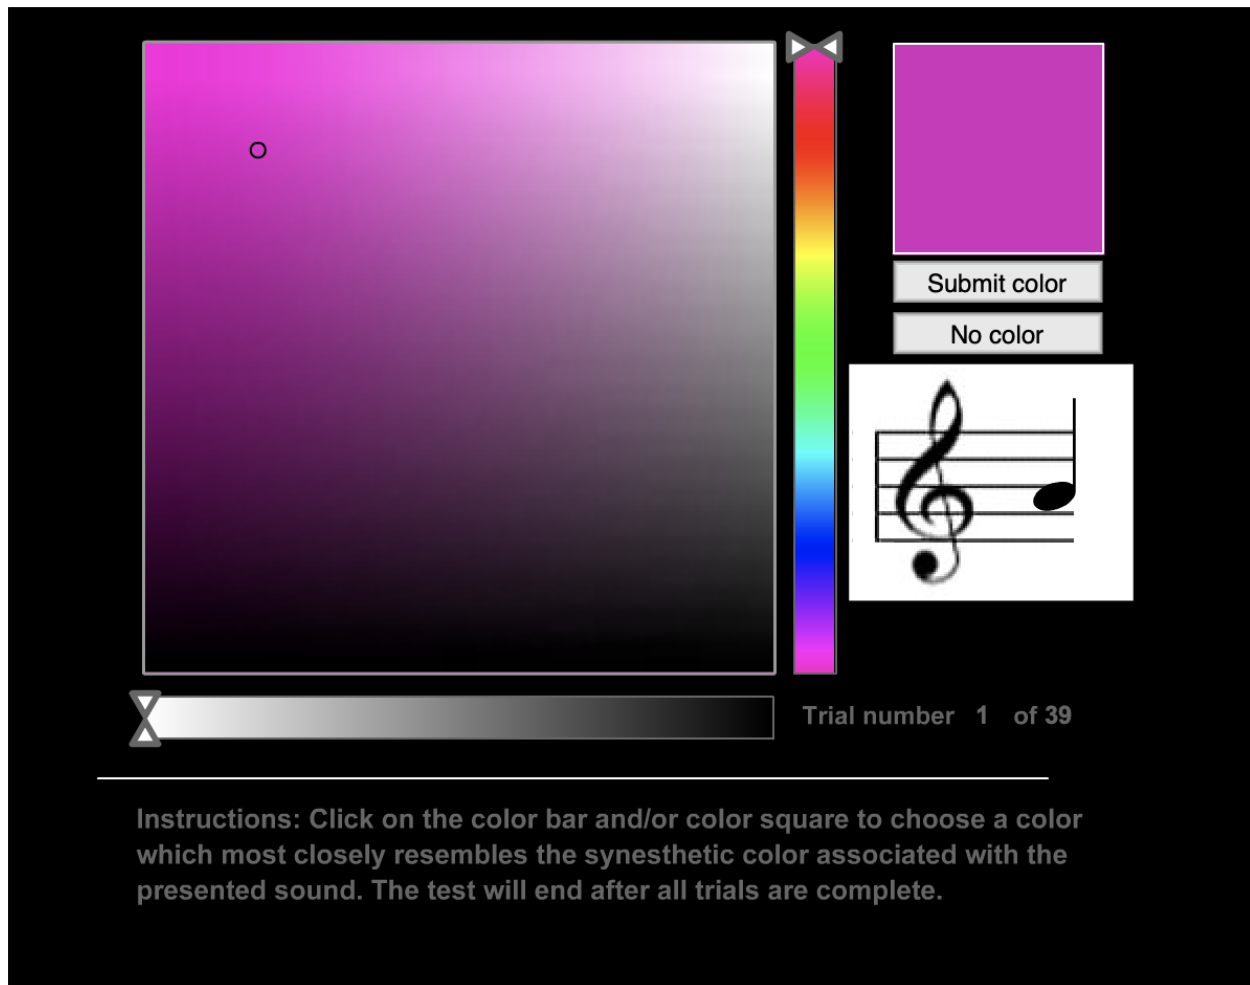 Submit color
No color
Trial number 1 of 39
Instructions: Click on the color bar and/or color square to choose a color
which most closely resembles the synesthetic color associated with the
presented sound. The test will end after all trials are complete.